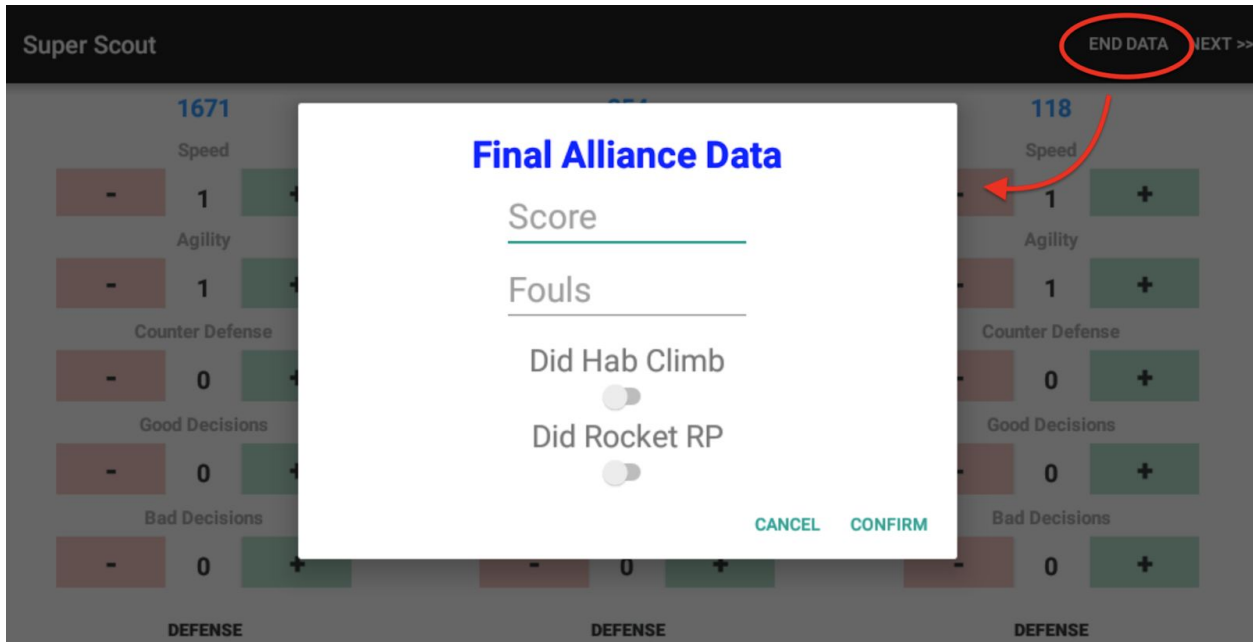 Super Scout
END DATA NEXT >>
1671 118
Final Alliance Data
Speed Speed
- 1 + - 1 +
Score
Agility Agility
- 1 + - 1 +
Fouls
Counter Defense Counter Defense
- 0 + - 0 +
Did Hab Climb
Good Decisions Good Decisions
Did Rocket RP
- 0 + - 0 +
Bad Decisions Bad Decisions
CANCEL CONFIRM
- 0 + - 0 + - 0 +
DEFENSE DEFENSE DEFENSE